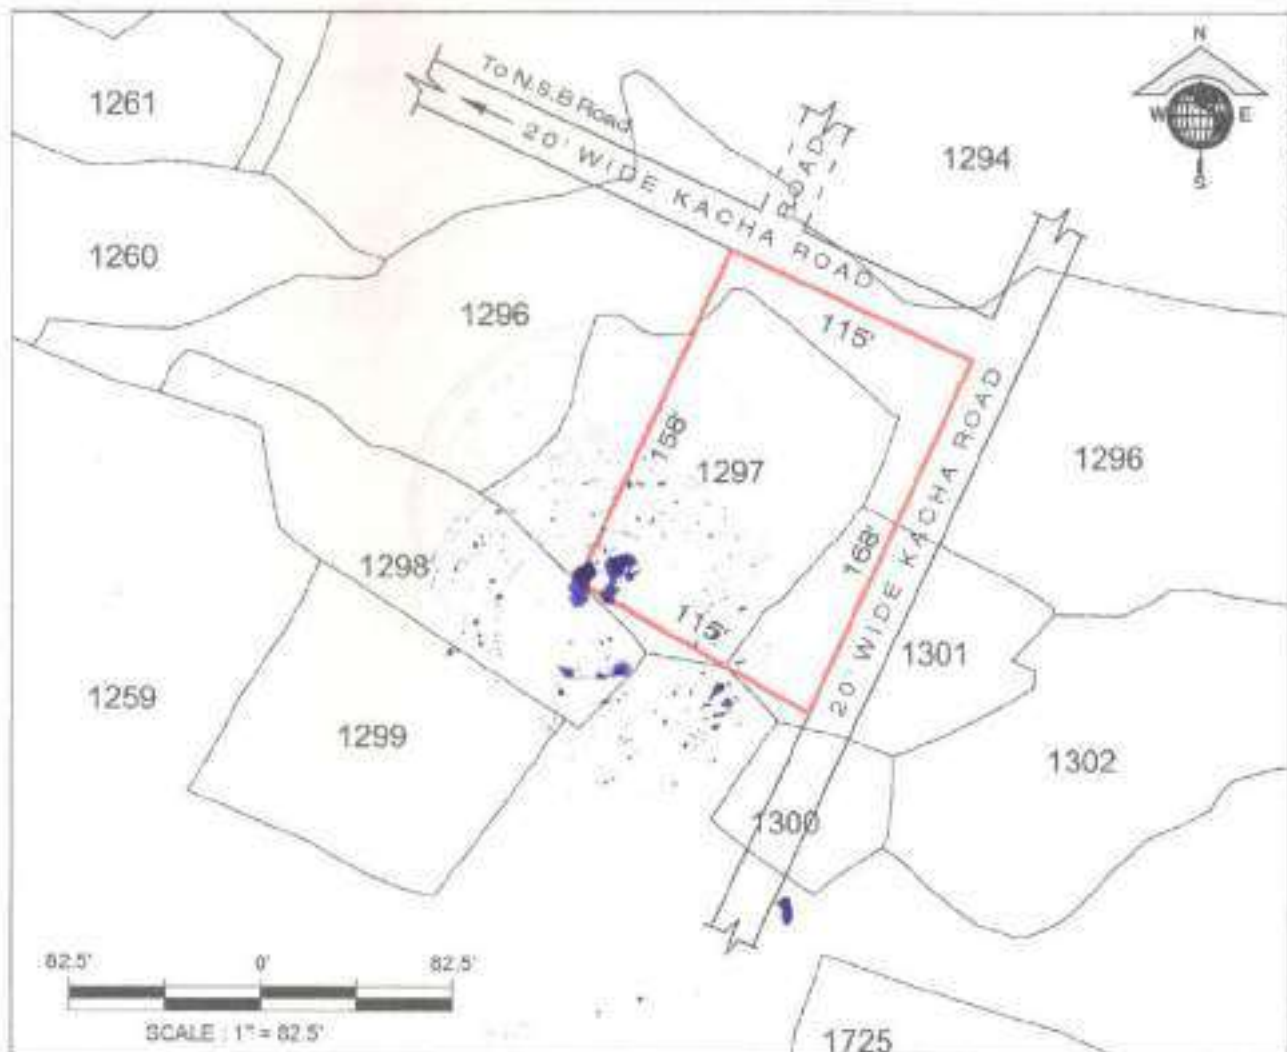 N
W E
S
1261
To N.S.B Road
20' WIDE KACHA ROAD
ROAD
1294
1260
1296
115'
158'
1297
1296
168'
20' WIDE KACHA ROAD
1298
115'
1301
1259
1299
1302
1300
82.5' 0' 82.5'
SCALE : 1" = 82.5'
1725